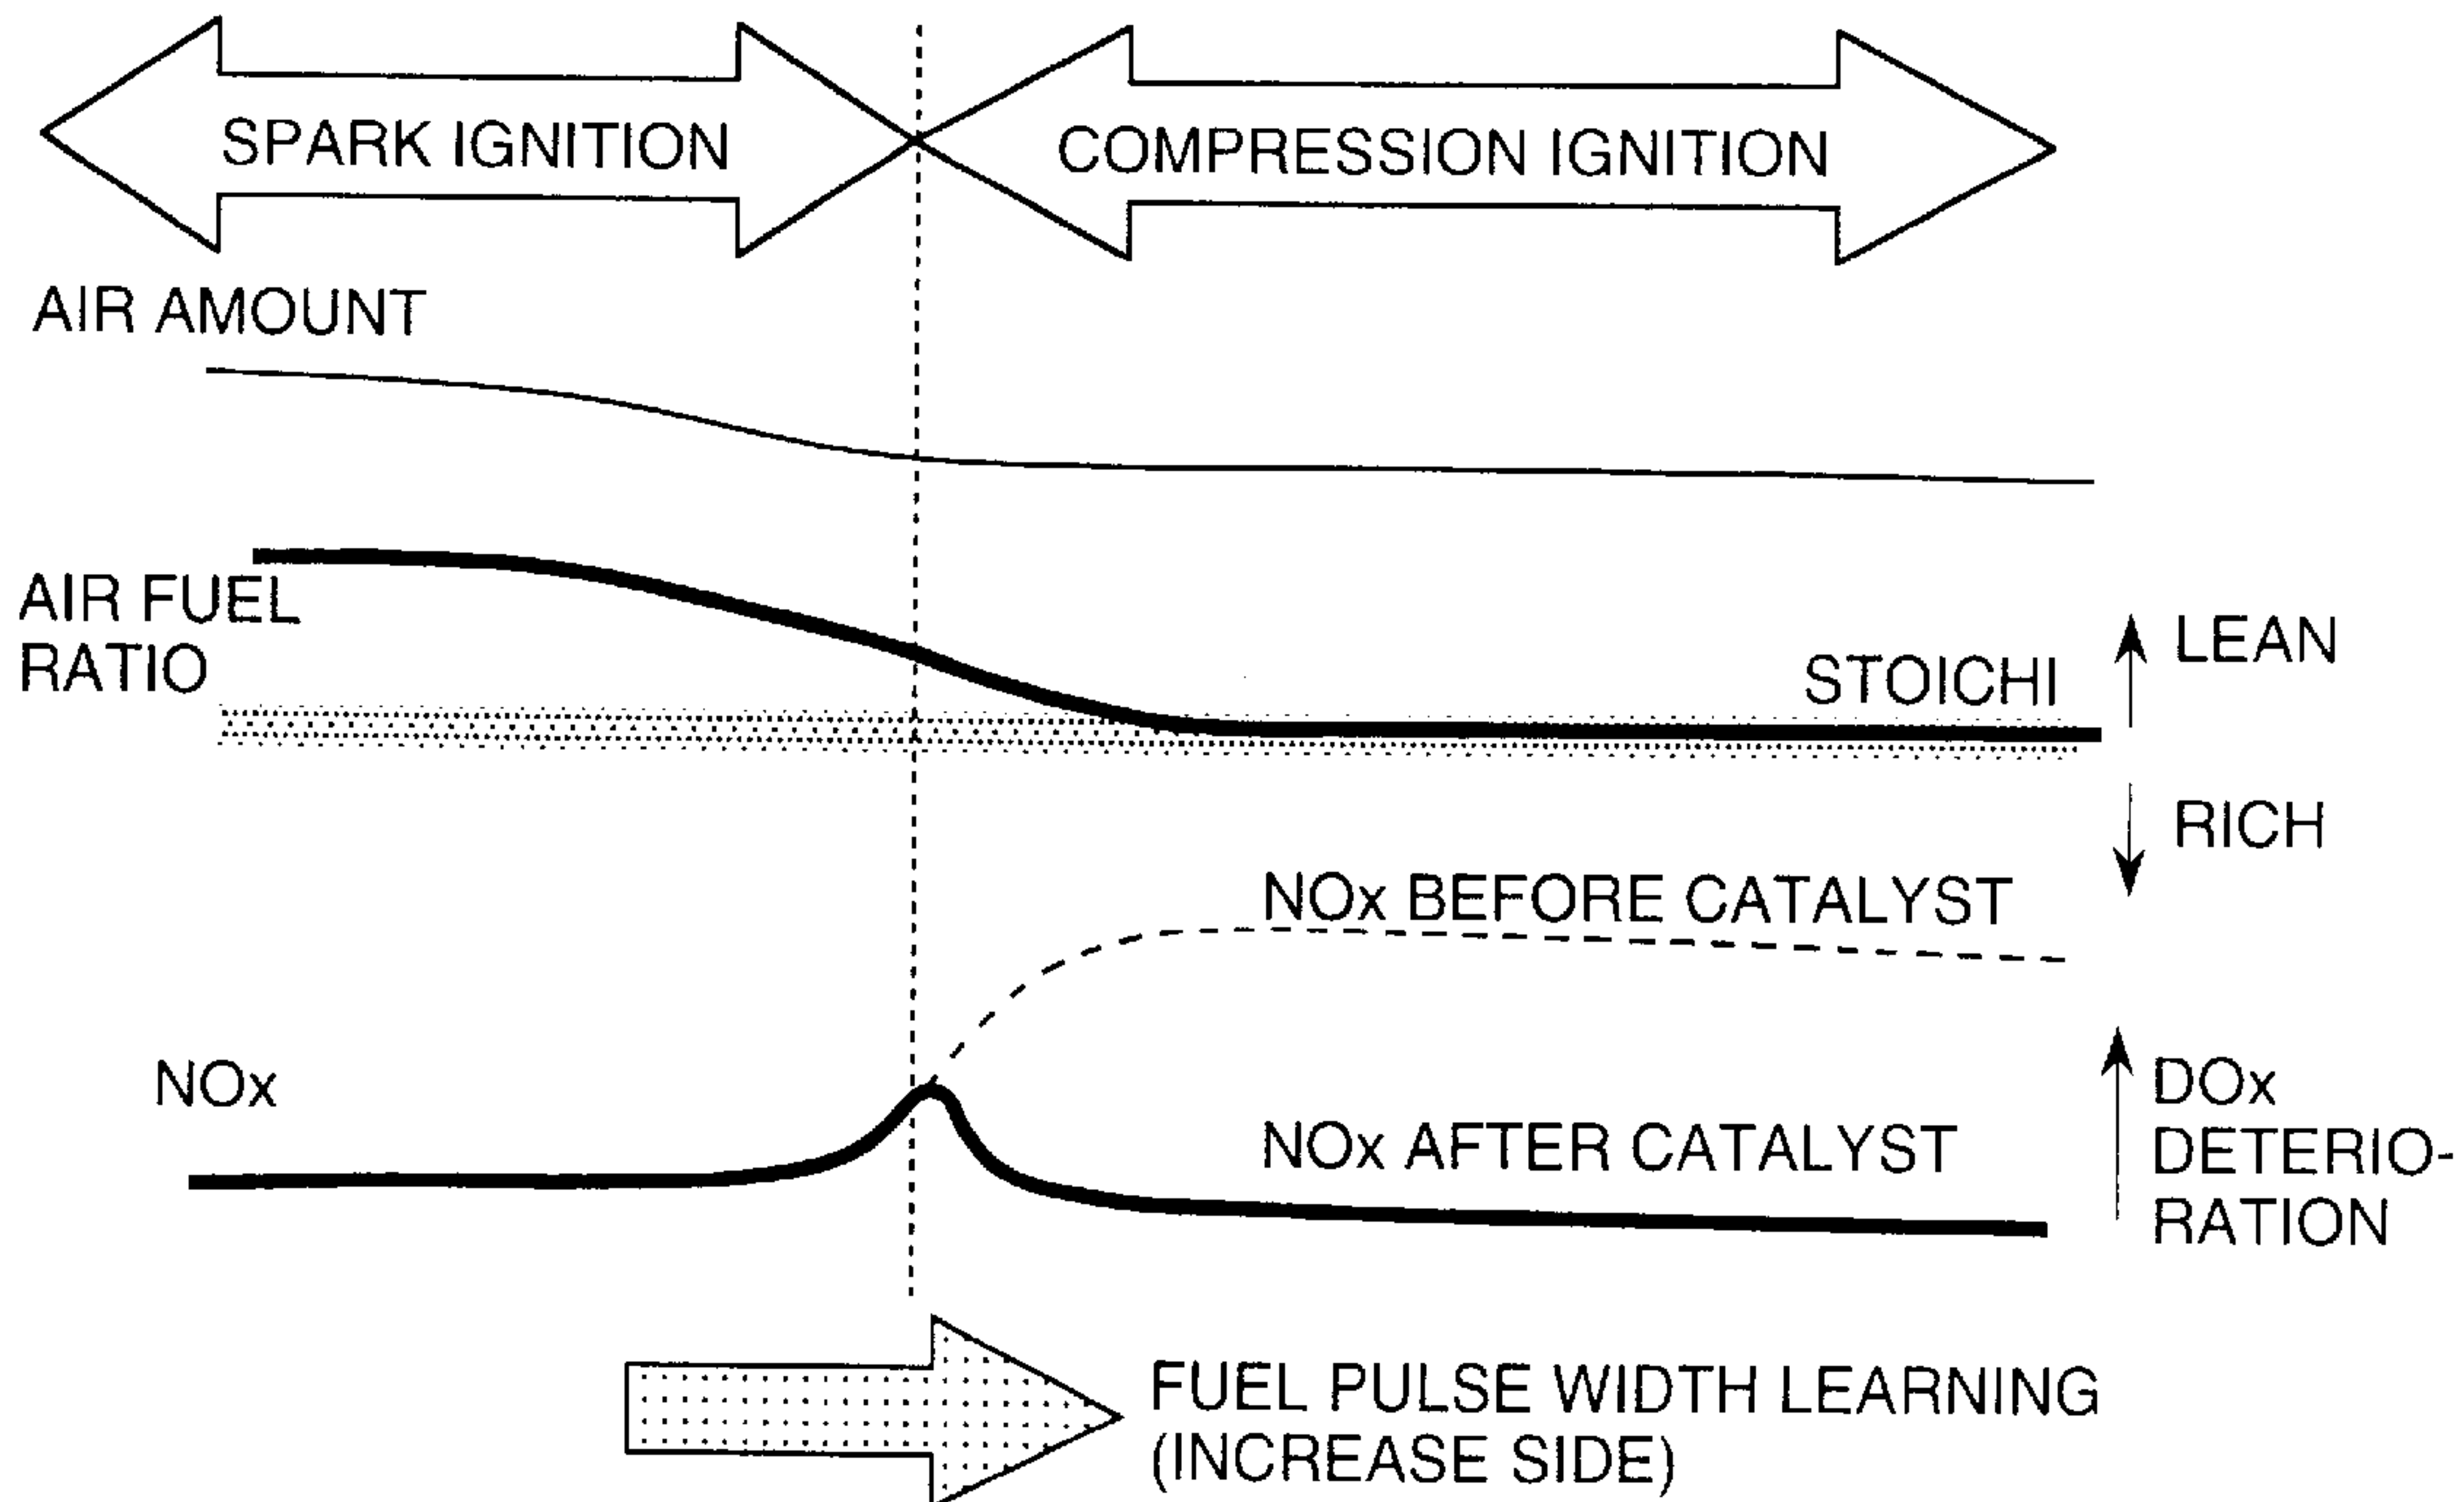 SPARK IGNITION
COMPRESSION IGNITION
AIR AMOUNT
AIR FUEL
RATIO
STOICHI
LEAN
RICH
NOx BEFORE CATALYST
NOx
NOx AFTER CATALYST
DOx
DETERIO-
RATION
FUEL PULSE WIDTH LEARNING
(INCREASE SIDE)